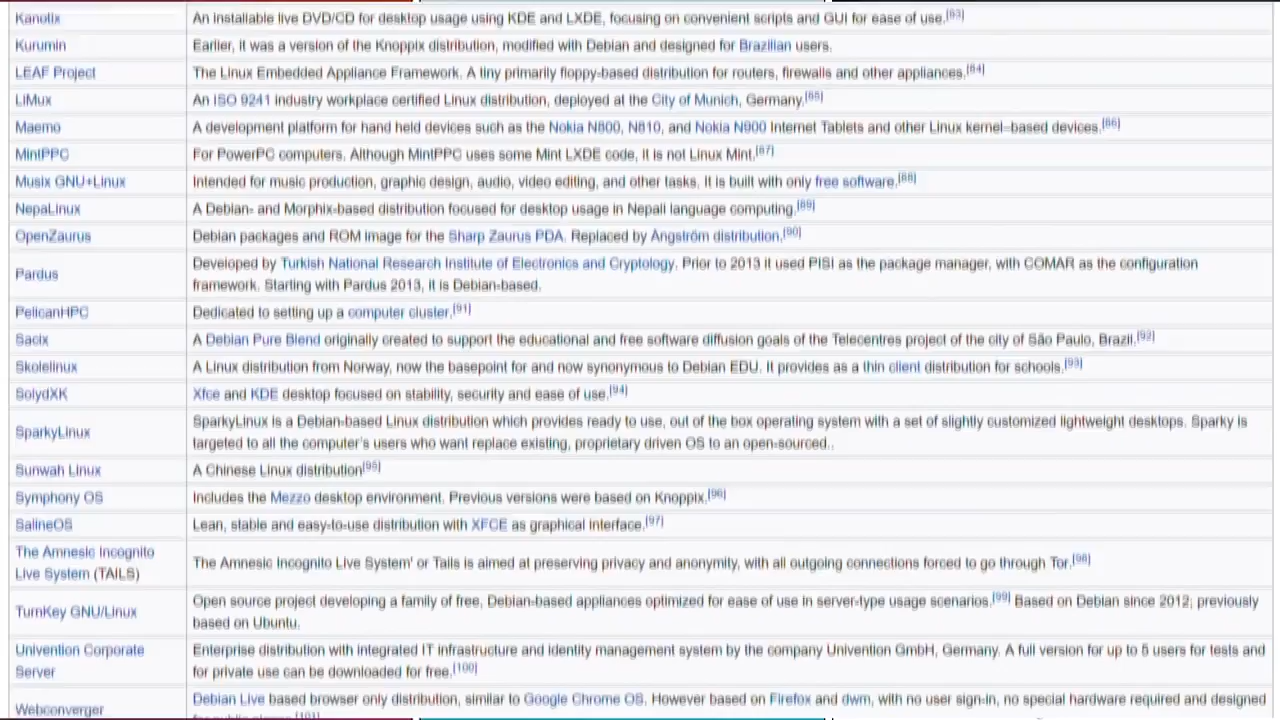 Kanotix An installable live DVD/CD for desktop usage using KDE and LXDE, focusing on convenient scripts and GUI for ease of use.[83]
Kurumin Earlier, it was a version of the Knoppix distribution, modified with Debian and designed for Brazilian users.
LEAF Project The Linux Embedded Appliance Framework. A tiny primarily floppy-based distribution for routers, firewalls and other appliances.[84]
LiMux An ISO 9241 industry workplace certified Linux distribution, deployed at the City of Munich, Germany.[85]
Maemo A development platform for hand held devices such as the Nokia N800, N810, and Nokia N900 Internet Tablets and other Linux kernel-based devices.[86]
MintPPC For PowerPC computers. Although MintPPC uses some Mint LXDE code, it is not Linux Mint.[87]
Musix GNU+Linux Intended for music production, graphic design, audio, video editing, and other tasks. It is built with only free software.[88]
NepaLinux A Debian- and Morphix-based distribution focused for desktop usage in Nepali language computing.[89]
OpenZaurus Debian packages and ROM image for the Sharp Zaurus PDA. Replaced by Ångström distribution.[90]
Pardus Developed by Turkish National Research Institute of Electronics and Cryptology. Prior to 2013 it used PISI as the package manager, with COMAR as the configuration
framework. Starting with Pardus 2013, it is Debian-based.
PelicanHPC Dedicated to setting up a computer cluster.[91]
Sacix A Debian Pure Blend originally created to support the educational and free software diffusion goals of the Telecentres project of the city of São Paulo, Brazil.[92]
Skolelinux A Linux distribution from Norway, now the basepoint for and now synonymous to Debian EDU. It provides as a thin client distribution for schools.[93]
SolydXK Xfce and KDE desktop focused on stability, security and ease of use.[94]
SparkyLinux SparkyLinux is a Debian-based Linux distribution which provides ready to use, out of the box operating system with a set of slightly customized lightweight desktops. Sparky is
targeted to all the computer's users who want replace existing, proprietary driven OS to an open-sourced..
Sunwah Linux A Chinese Linux distribution[95]
Symphony OS Includes the Mezzo desktop environment. Previous versions were based on Knoppix.[96]
SalineOS Lean, stable and easy-to-use distribution with XFCE as graphical interface.[97]
The Amnesic Incognito
Live System (TAILS) The Amnesic Incognito Live System' or Tails is aimed at preserving privacy and anonymity, with all outgoing connections forced to go through Tor.[98]
TurnKey GNU/Linux Open source project developing a family of free, Debian-based appliances optimized for ease of use in server-type usage scenarios.[99] Based on Debian since 2012; previously
based on Ubuntu.
Univention Corporate Enterprise distribution with integrated IT infrastructure and identity management system by the company Univention GmbH, Germany. A full version for up to 5 users for tests and
Server for private use can be downloaded for free.[100]
Webconverger Debian Live based browser only distribution, similar to Google Chrome OS. However based on Firefox and dwm, with no user sign-in, no special hardware required and designed